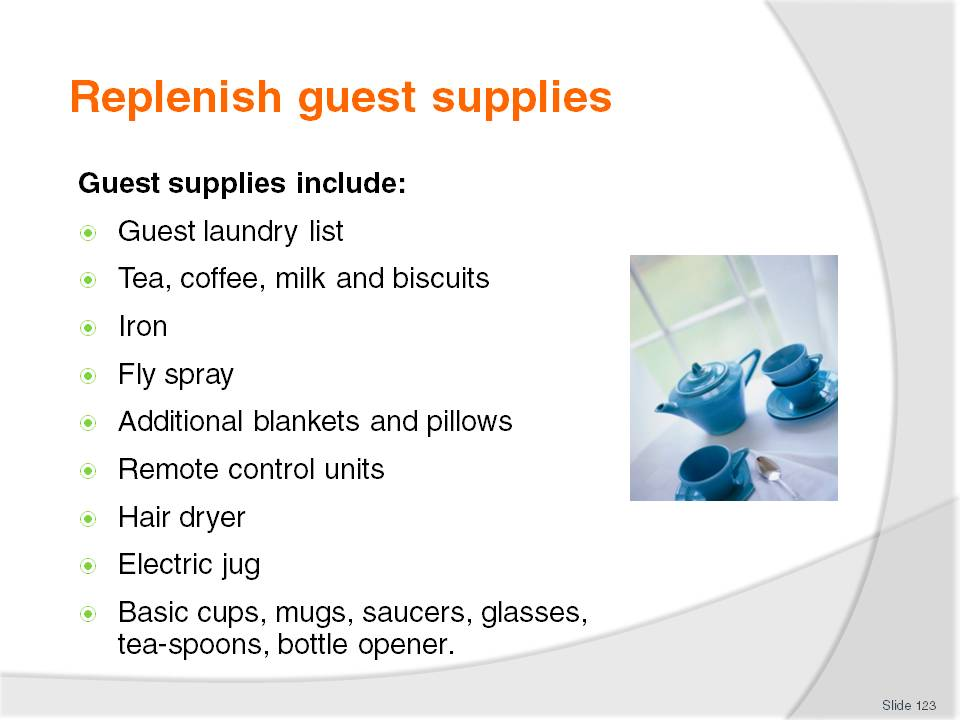 Replenish guest supplies
Guest supplies include:
Guest laundry list
Tea, coffee, milk and biscuits
Iron
Fly spray
Additional blankets and pillows
Remote control units
Hair dryer
Electric jug
Basic cups, mugs, saucers, glasses,
tea-spoons, bottle opener.
Slide 123